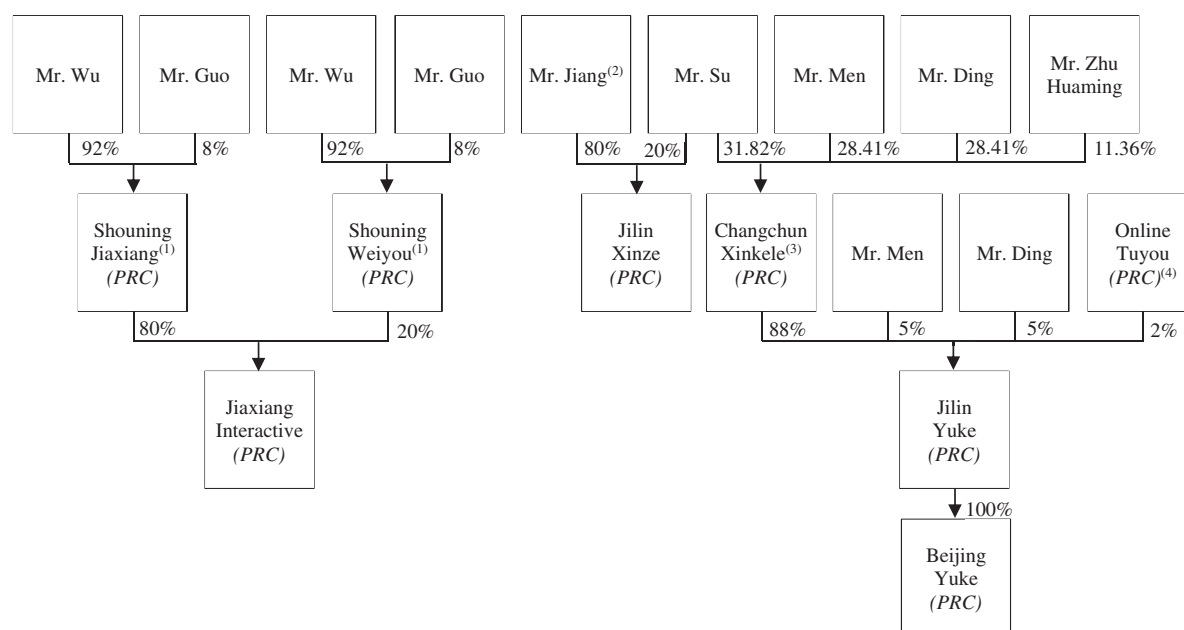 Mr. Wu
Mr. Guo
Mr. Wu
Mr. Guo
Mr. Jiang(2)
Mr. Su
Mr. Men
Mr. Ding
Mr. Zhu
Huaming
92%
8%
92%
8%
80%
20%
31.82%
28.41%
28.41%
11.36%
Shouning
Jiaxiang(1)
(PRC)
Shouning
Weiyou(1)
(PRC)
Jilin
Xinze
(PRC)
Changchun
Xinkele(3)
(PRC)
Mr. Men
Mr. Ding
Online
Tuyou
(PRC)(4)
80%
20%
88%
5%
5%
2%
Jiaxiang
Interactive
(PRC)
Jilin
Yuke
(PRC)
100%
Beijing
Yuke
(PRC)